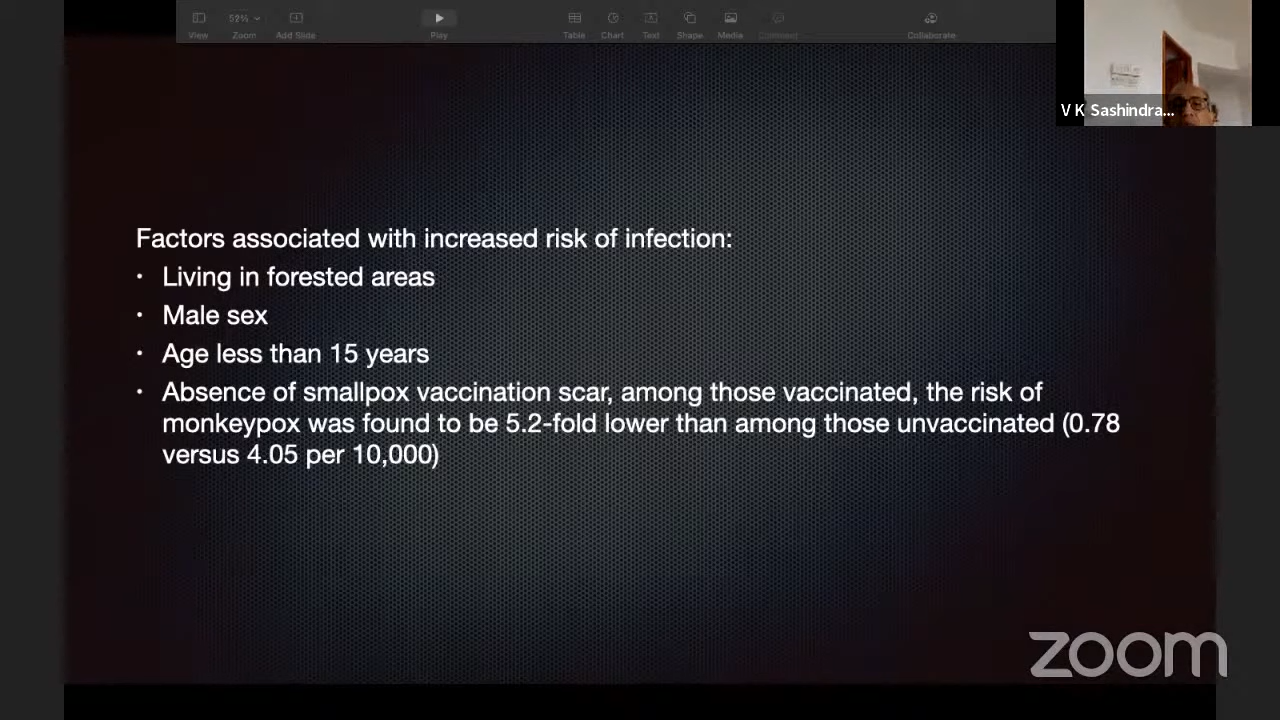 52%
View
Zoom
Add Slide
Play
Table
Chart
Text
Shape
Media
Comment
Collaborate
V K Sashindra...
Factors associated with increased risk of infection:
• Living in forested areas
• Male sex
• Age less than 15 years
• Absence of smallpox vaccination scar, among those vaccinated, the risk of
monkeypox was found to be 5.2-fold lower than among those unvaccinated (0.78
versus 4.05 per 10,000)
zoom